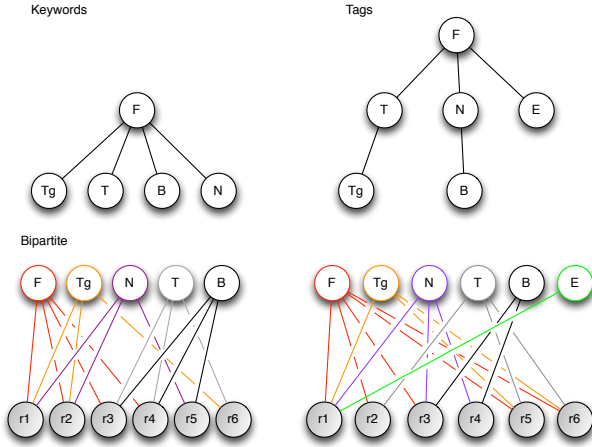 Keywords
Tags
F
F
T N E
Tg T B N
Tg B
Bipartite
F Tg N T B
F Tg N T B E
r1 r2 r3 r4 r5 r6
r1 r2 r3 r4 r5 r6